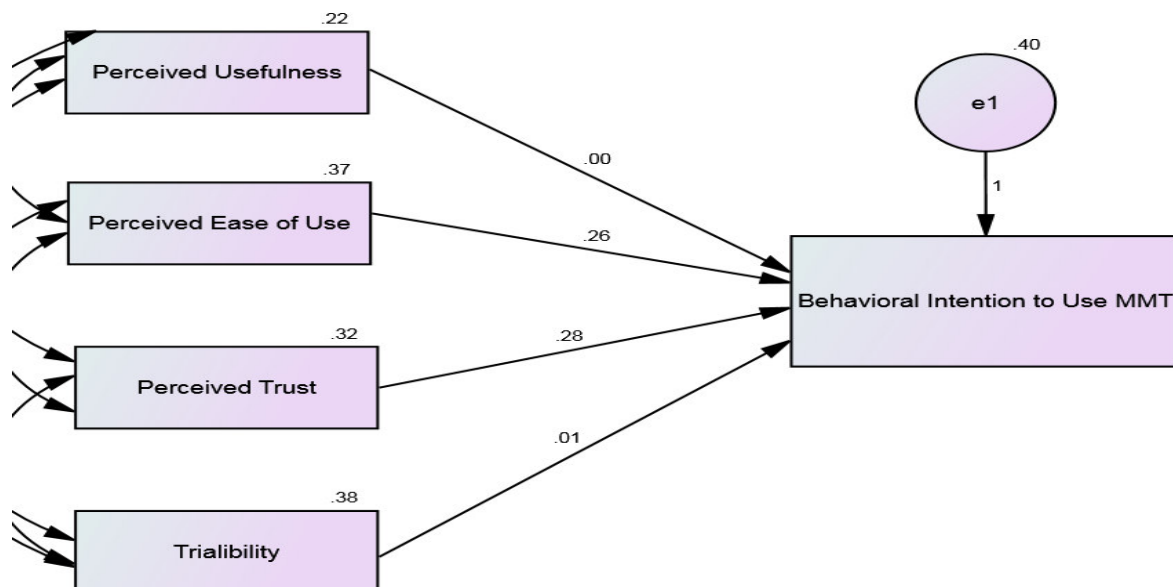 .22
Perceived Usefulness
.40
e1
.00
1
.37
Perceived Ease of Use
.26
Behavioral Intention to Use MMT
.32
Perceived Trust
.28
.01
.38
Trialibility